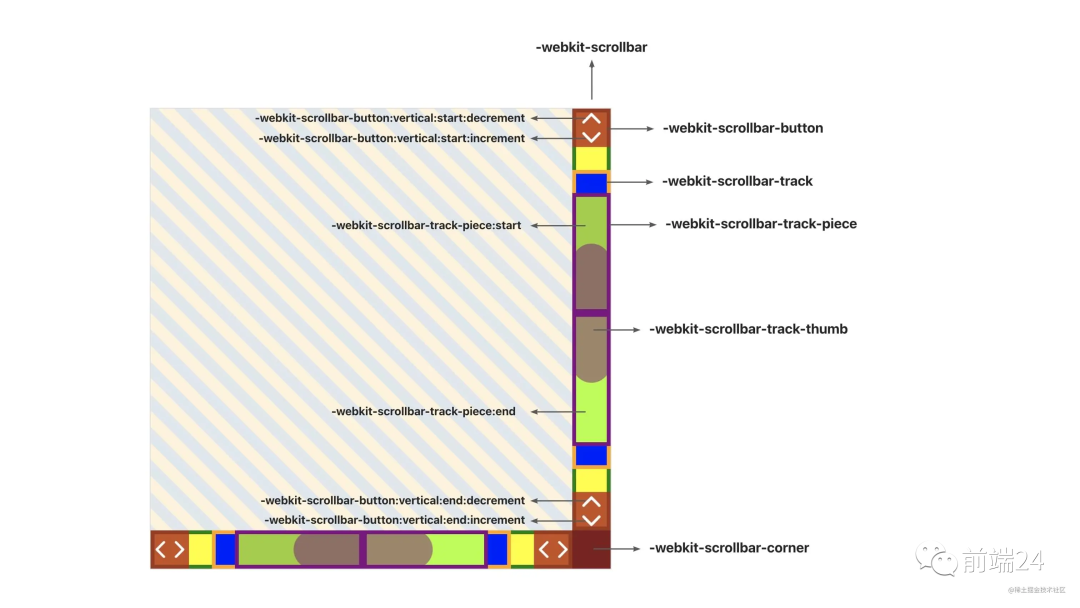 -webkit-scrollbar
-webkit-scrollbar-button:vertical:start:decrement
-webkit-scrollbar-button
-webkit-scrollbar-button:vertical:start:increment
-webkit-scrollbar-track
-webkit-scrollbar-track-piece:start
-webkit-scrollbar-track-piece
-webkit-scrollbar-track-thumb
-webkit-scrollbar-track-piece:end
-webkit-scrollbar-button:vertical:end:decrement
-webkit-scrollbar-button:vertical:end:increment
-webkit-scrollbar-corner
前端24
@稀土掘金技术社区